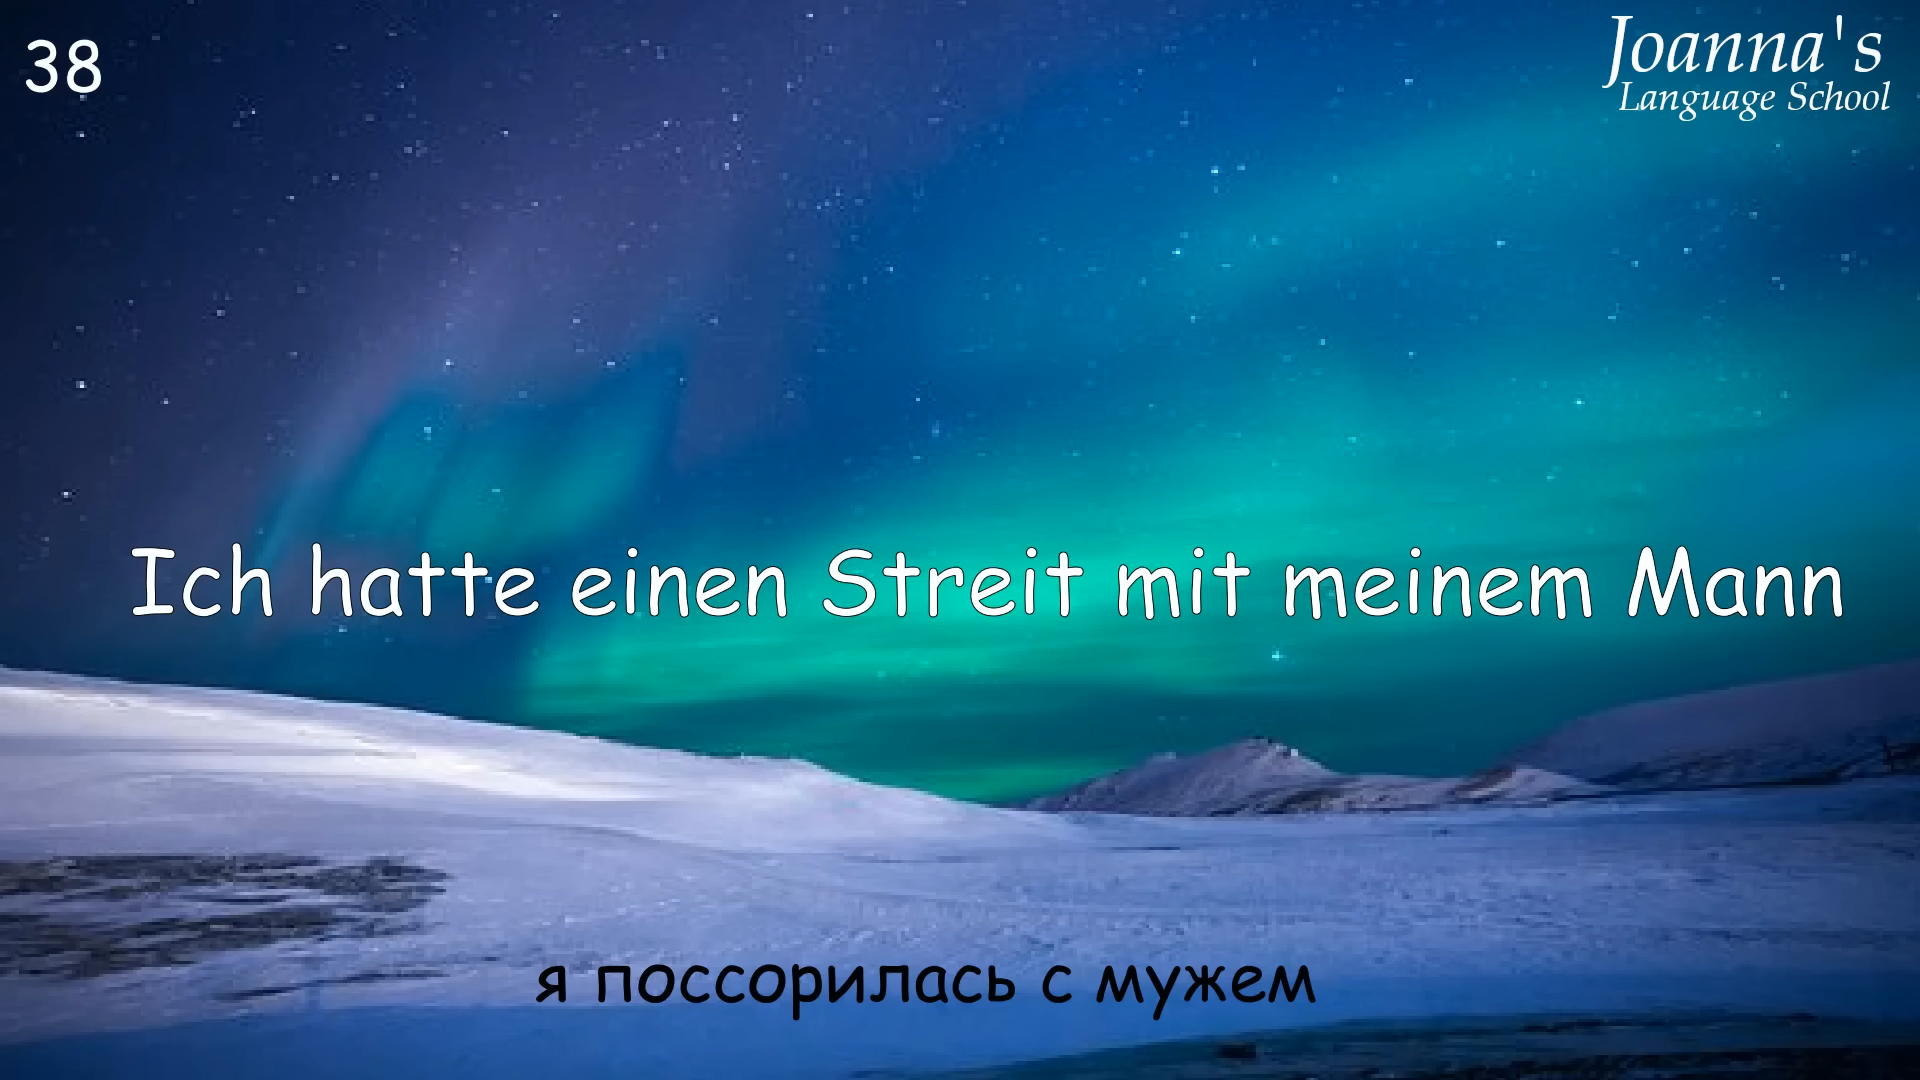 38
Joanna's
Language School
Ich hatte einen Streit mit meinem Mann
я поссорилась с мужем